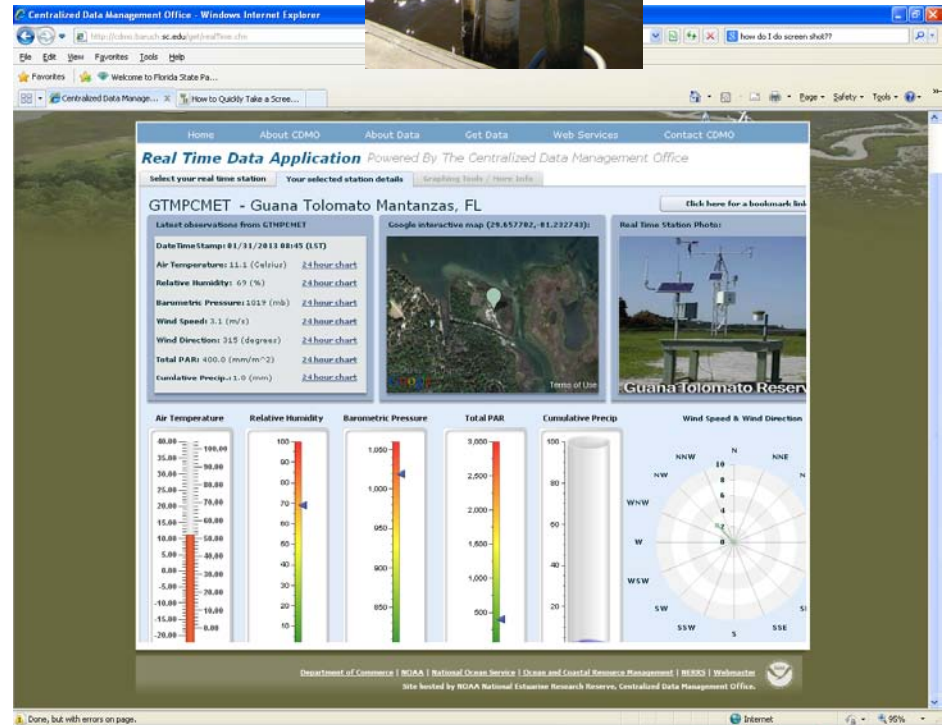 Centralized Data Management Office - Windows Internet Explorer
http://cdmo.baruch.sc.edu/get/realTime.cfm
how do I do screen shot??
File Edit View Favorites Tools Help
Favorites Welcome to Florida State Pa...
Centralized Data Manage... X How to Quickly Take a Scree... Page Safety Tools
Home About CDMO About Data Get Data Web Services Contact CDMO
Real Time Data Application Powered By The Centralized Data Management Office
Select your real time station Your selected station details Graphing Tools / More Info
GTMPCMET - Guana Tolomato Mantanzas, FL Click here for a bookmark link
Latest observations from GTMPCMET Google interactive map (29.657702,-81.232743): Real Time Station Photo:
DateTimeStamp: 01/31/2013 08:45 (LST)
Air Temperature: 11.1 (Celsius) 24 hour chart
Relative Humidity: 69 (%) 24 hour chart
Barometric Pressure: 1019 (mb) 24 hour chart
Wind Speed: 3.1 (m/s) 24 hour chart
Wind Direction: 315 (degrees) 24 hour chart
Total PAR: 400.0 (mm/m^2) 24 hour chart
Cumlative Precip.: 1.0 (mm) 24 hour chart
Google Terms of Use
Guana Tolomato Reser
Air Temperature Relative Humidity Barometric Pressure Total PAR Cumulative Precip Wind Speed & Wind Direction
40.00 35.00 30.00 25.00 20.00 15.00 10.00 5.00 0.00 -5.00 -10.00 -15.00 -20.00
100.00 90.00 80.00 70.00 60.00 50.00 40.00 30.00 20.00 10.00 0.00
100 90 80 70 60 50 40 30 20 10
1,050 1,000 950 900 850
3,000 2,500 2,000 1,500 1,000 500
100 80 60 40 20
N NNE N
NNW NW WNW W WSW SW SSW S SSE S
10 8 6 4 2 0
Department of Commerce | NOAA | National Ocean Service | Ocean and Coastal Resource Management | NERRS | Webmaster
Site hosted by NOAA National Estuarine Research Reserve, Centralized Data Management Office.
Done, but with errors on page. Internet 95%